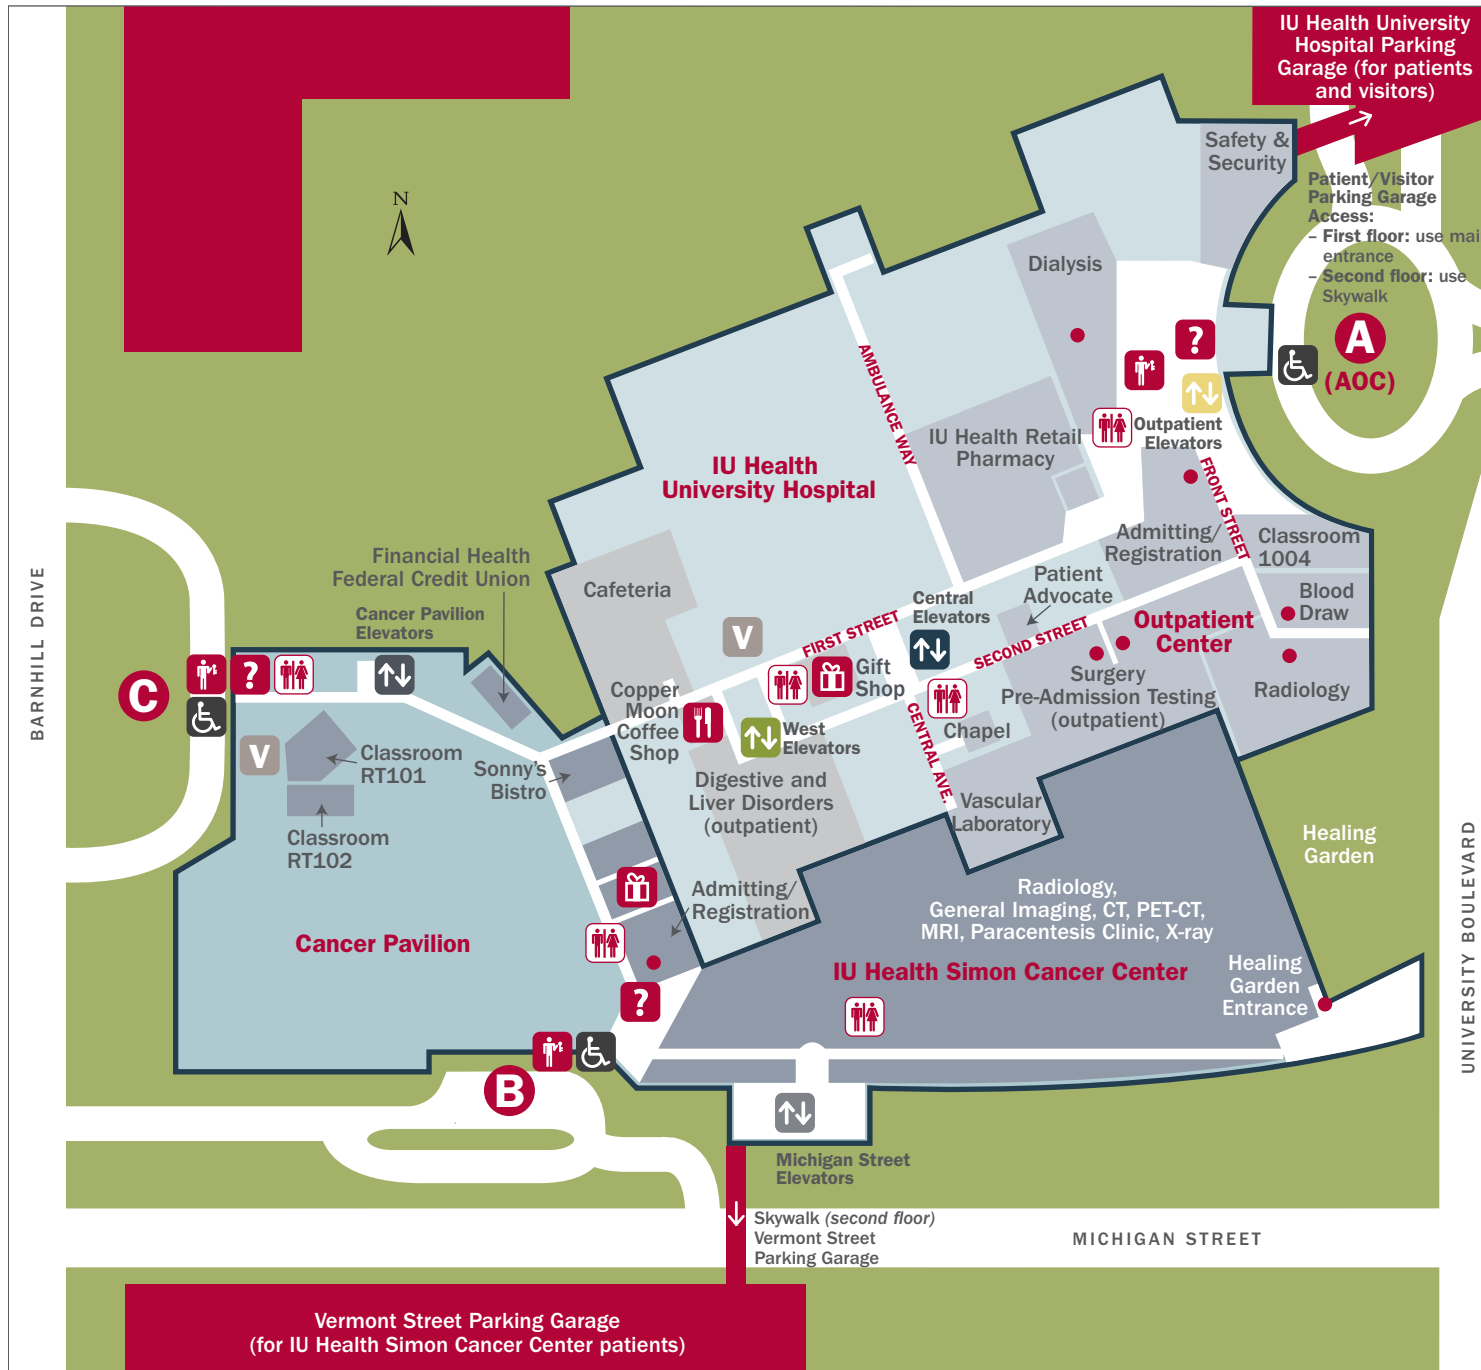 IU Health University
Hospital Parking
Garage (for patients
and visitors)
Safety &
Security
Patient/Visitor
Parking Garage
Access:
– First floor: use mai
entrance
– Second floor: use
Skywalk
N
Dialysis
?
A
(AOC)
AMBULANCE WAY
Outpatient
Elevators
IU Health Retail
Pharmacy
IU Health
University Hospital
FRONT STREET
Admitting/
Registration
Classroom
1004
Financial Health
Federal Credit Union
Cafeteria
Patient
Advocate
Blood
Draw
Cancer Pavilion
Elevators
Central
Elevators
V
FIRST STREET
SECOND STREET
Outpatient
Center
BARNHILL DRIVE
C
?
Gift
Shop
Surgery
Pre-Admission Testing
(outpatient)
Radiology
Copper
Moon
Coffee
Shop
West
Elevators
CENTRAL AVE.
Chapel
V
Classroom
RT101
Sonny's
Bistro
Digestive and
Liver Disorders
(outpatient)
Vascular
Laboratory
Classroom
RT102
Healing
Garden
UNIVERSITY BOULEVARD
Admitting/
Registration
Radiology,
General Imaging, CT, PET-CT,
MRI, Paracentesis Clinic, X-ray
Cancer Pavilion
IU Health Simon Cancer Center
Healing
Garden
Entrance
?
B
Michigan Street
Elevators
Skywalk (second floor)
Vermont Street
Parking Garage
MICHIGAN STREET
Vermont Street Parking Garage
(for IU Health Simon Cancer Center patients)